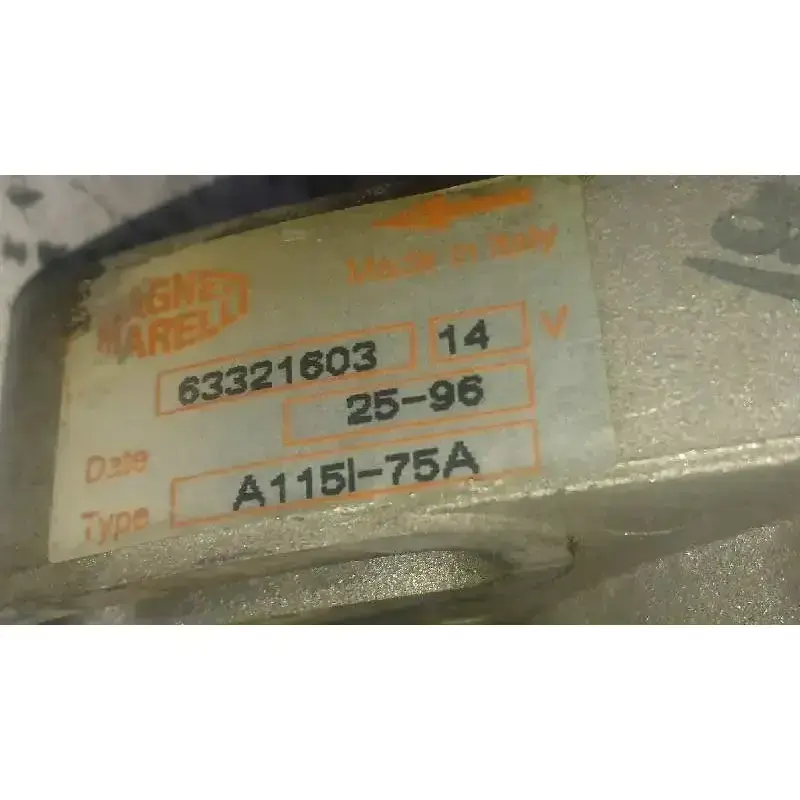 Made in Italy
MAGNETI
MARELLI
63321603 14 V
Date 25-96
Type A115I-75A